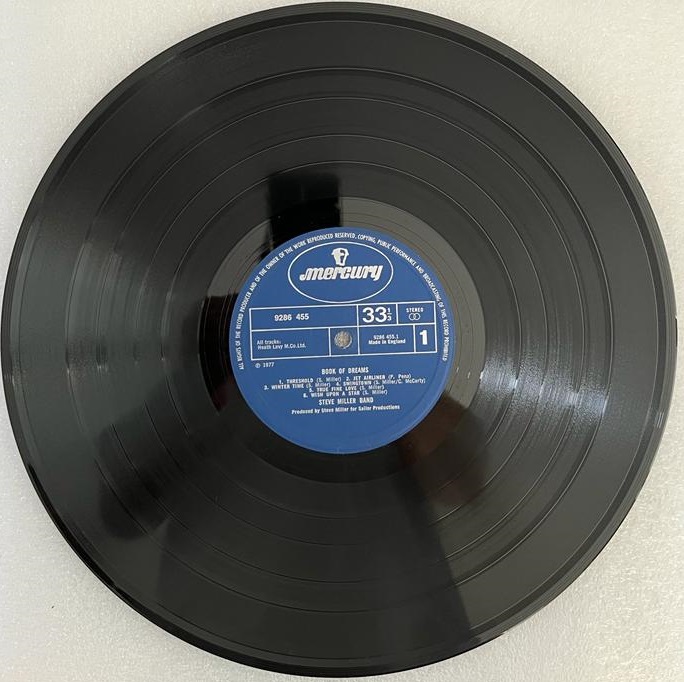 ALL RIGHTS OF THE RECORD PRODUCER AND OF THE OWNER OF THE WORK REPRODUCED RESERVED, COPYING, PUBLIC PERFORMANCE AND BROADCASTING OF THIS RECORD PROHIBITED
mercury
9286 455
33 1/3
STEREO
All tracks:
Heath Levy M.Co.Ltd.
9286 455.1
Made in England
1
℗ 1977
BOOK OF DREAMS
1. THRESHOLD (S. Miller) 2. JET AIRLINER (P. Pena)
3. WINTER TIME (S. Miller) 4. SWINGTOWN (S. Miller/C. McCarty)
5. TRUE FINE LOVE (S. Miller)
6. WISH UPON A STAR (S. Miller)
STEVE MILLER BAND
Produced by Steve Miller for Sailor Productions